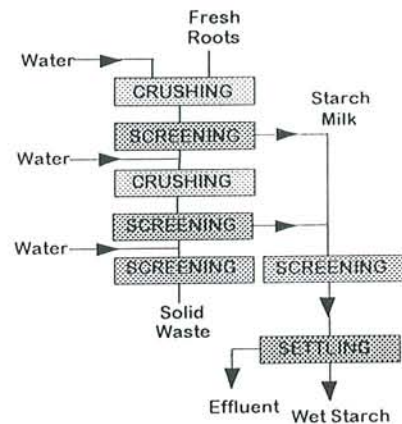 Fresh
Roots
Water
CRUSHING
Starch
Milk
SCREENING
Water
CRUSHING
SCREENING
Water
SCREENING
SCREENING
Solid
Waste
SETTLING
Effluent
Wet Starch